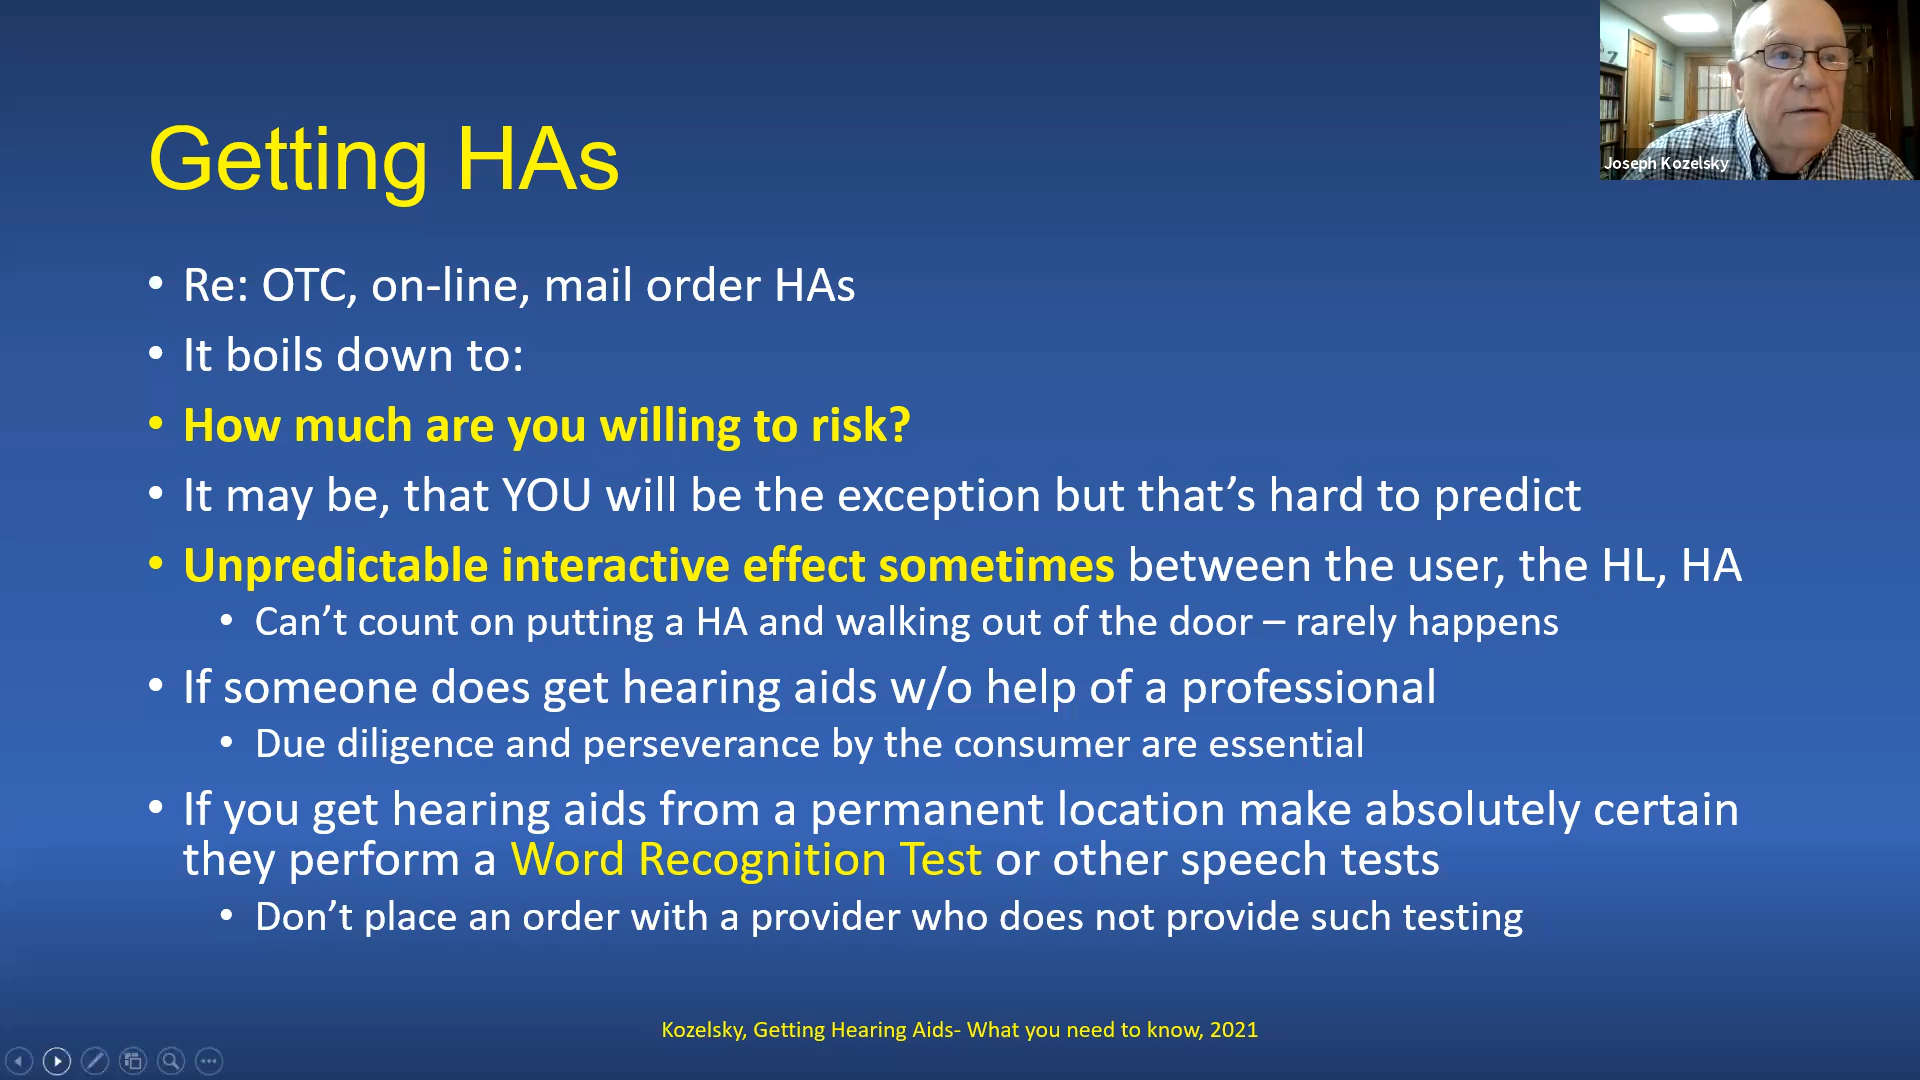 Joseph Kozelsky
Getting HAs
• Re: OTC, on-line, mail order HAs
• It boils down to:
• How much are you willing to risk?
• It may be, that YOU will be the exception but that’s hard to predict
• Unpredictable interactive effect sometimes between the user, the HL, HA
• Can’t count on putting a HA and walking out of the door – rarely happens
• If someone does get hearing aids w/o help of a professional
• Due diligence and perseverance by the consumer are essential
• If you get hearing aids from a permanent location make absolutely certain
they perform a Word Recognition Test or other speech tests
• Don’t place an order with a provider who does not provide such testing
Kozelsky, Getting Hearing Aids- What you need to know, 2021